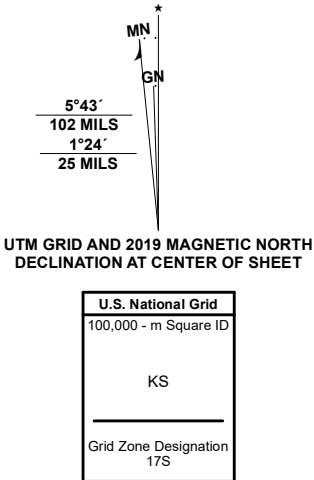 ★
MN
GN
5°43´
102 MILS
1°24´
25 MILS
UTM GRID AND 2019 MAGNETIC NORTH
DECLINATION AT CENTER OF SHEET
U.S. National Grid
100,000 - m Square ID
KS
Grid Zone Designation
17S